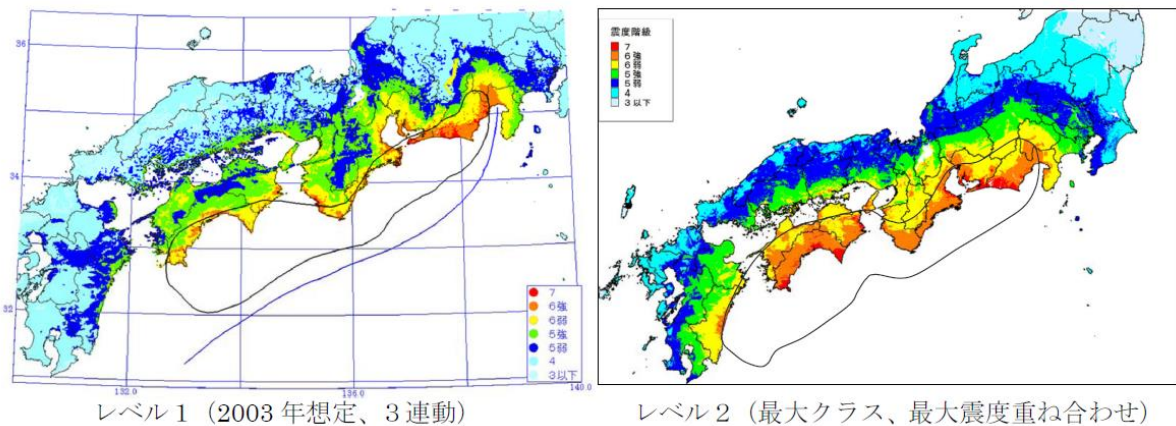 36
34
32
132.0
136.0
140.0
7
6強
6弱
5強
5弱
4
3以下
レベル1（2003年想定、3連動）
震度階級
7
6強
6弱
5強
5弱
4
3以下
レベル2（最大クラス、最大震度重ね合わせ）